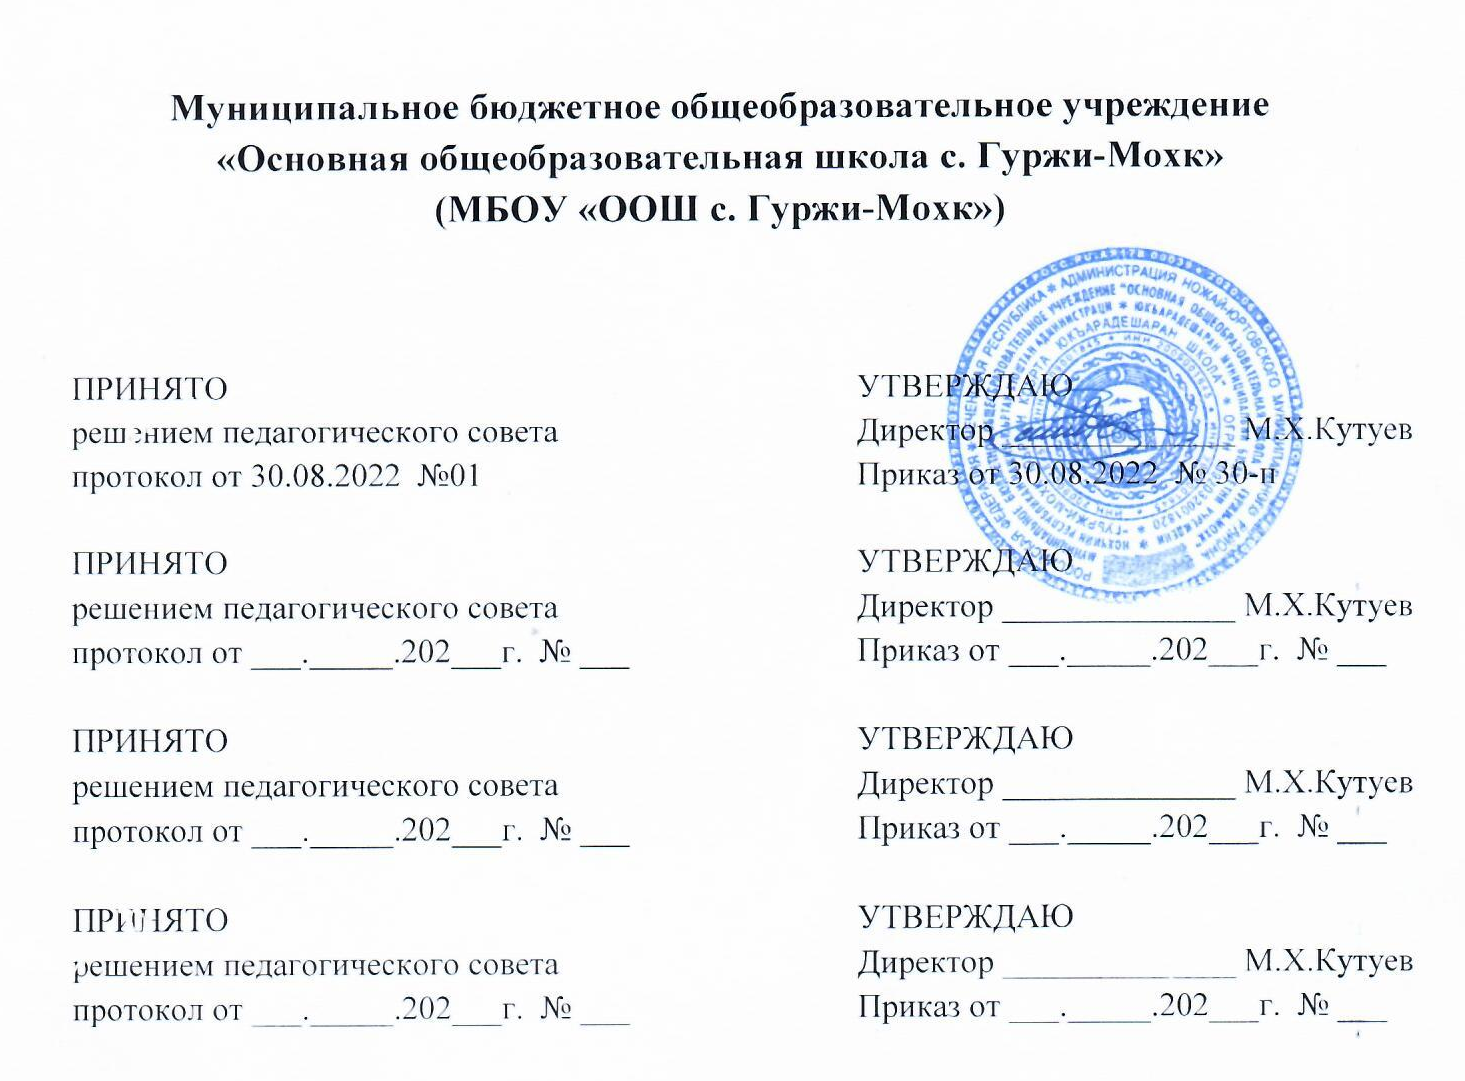 Муниципальное бюджетное общеобразовательное учреждение
«Основная общеобразовательная школа с. Гуржи-Мохк»
(МБОУ «ООШ с. Гуржи-Мохк»)
ПРИНЯТО
решением педагогического совета
протокол от 30.08.2022 №01
УТВЕРЖДАЮ
Директор ______________ М.Х.Кутуев
Приказ от 30.08.2022 № 30-п
ПРИНЯТО
решением педагогического совета
протокол от ___._____.202___г. № ___
УТВЕРЖДАЮ
Директор ______________ М.Х.Кутуев
Приказ от ___._____.202___г. № ___
ПРИНЯТО
решением педагогического совета
протокол от ___._____.202___г. № ___
УТВЕРЖДАЮ
Директор ______________ М.Х.Кутуев
Приказ от ___._____.202___г. № ___
ПРИНЯТО
решением педагогического совета
протокол от ___._____.202___г. № ___
УТВЕРЖДАЮ
Директор ______________ М.Х.Кутуев
Приказ от ___._____.202___г. № ___
АДМИНИСТРАЦИЯ НОЖАЙ-ЮРТОВСКОГО